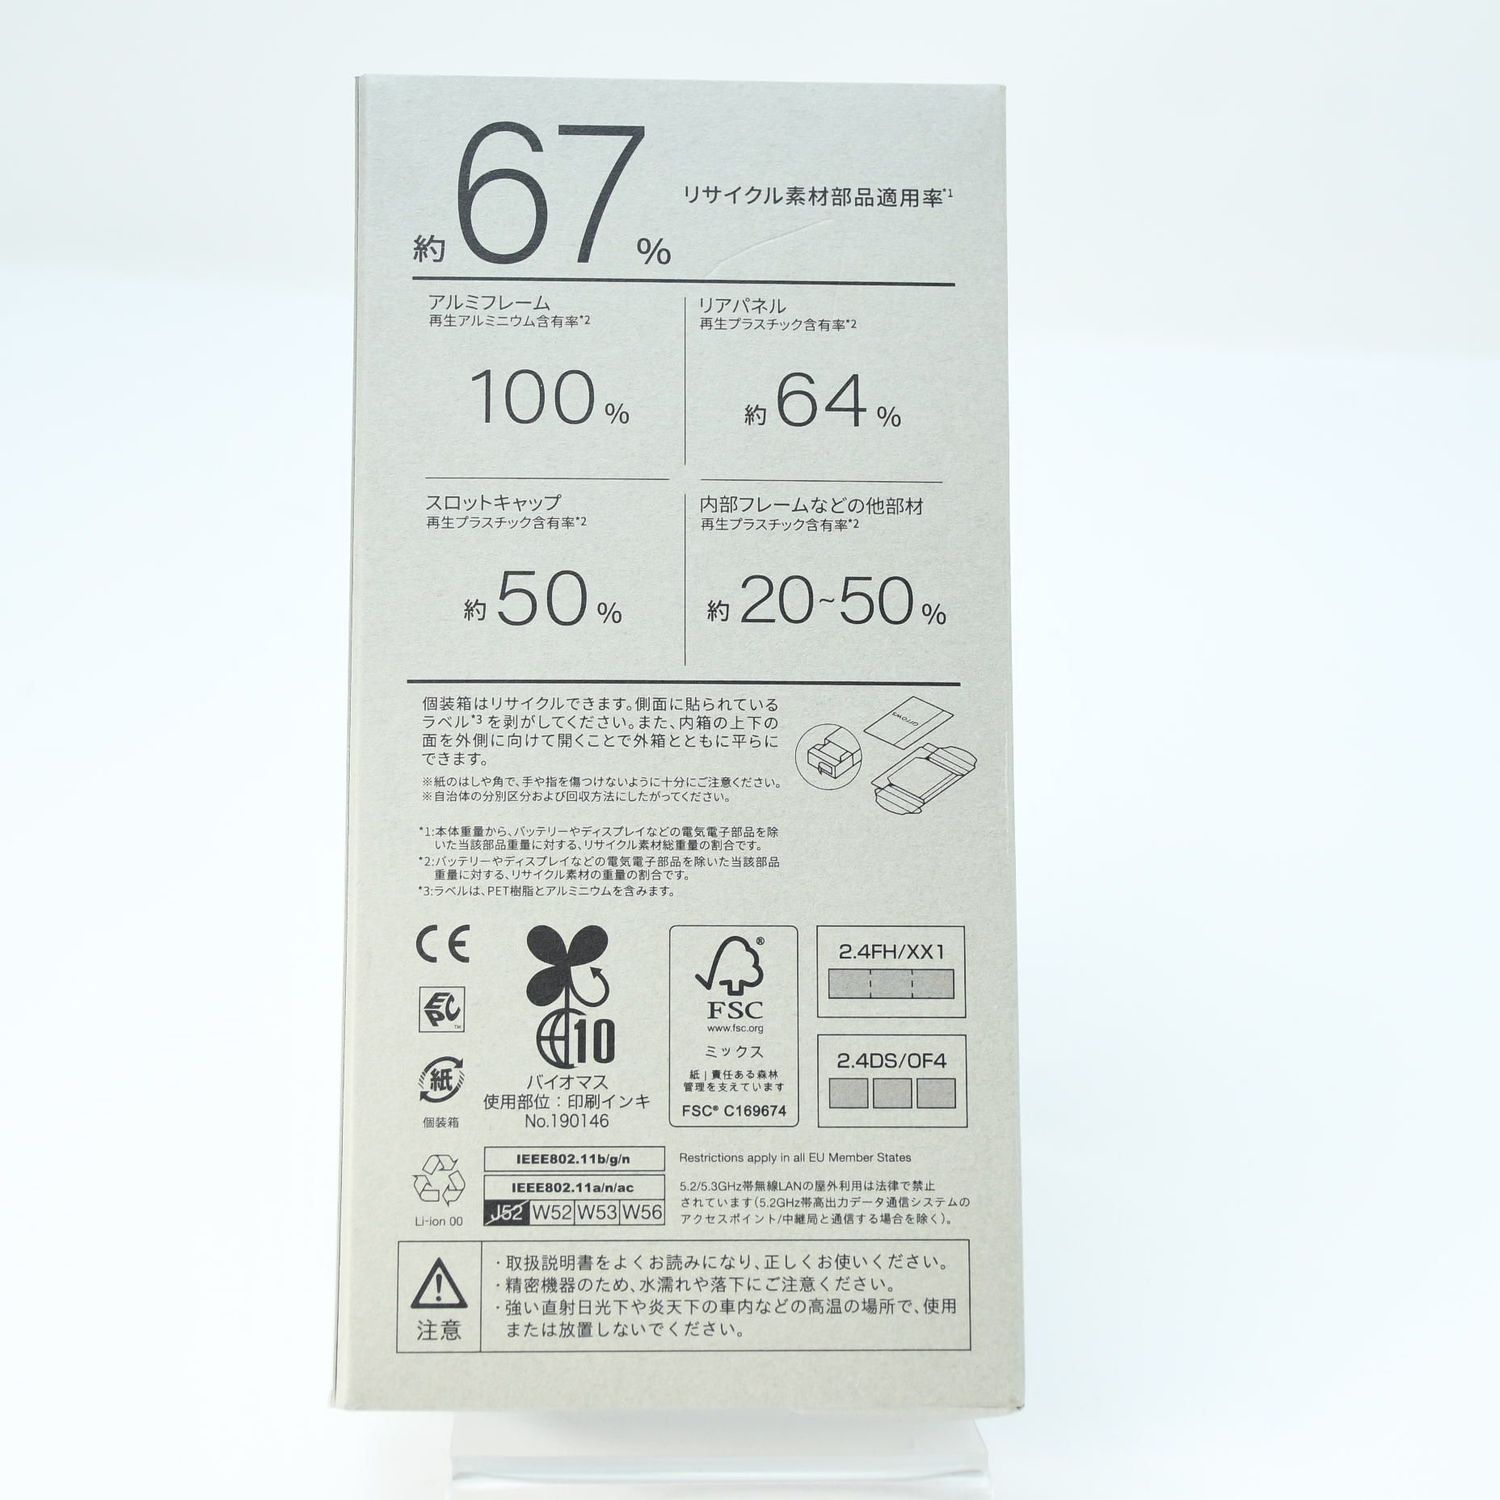 約67% リサイクル素材部品適用率*1
アルミフレーム
再生アルミニウム含有率*2
100%
リアパネル
再生プラスチック含有率*2
約64%
スロットキャップ
再生プラスチック含有率*2
約50%
内部フレームなどの他部材
再生プラスチック含有率*2
約20~50%
個装箱はリサイクルできます。側面に貼られている
ラベル*3を剥がしてください。また、内箱の上下の
面を外側に向けて開くことで外箱とともに平らに
できます。
※紙のはしや角で、手や指を傷つけないように十分にご注意ください。
※自治体の分別区分および回収方法にしたがってください。
arrows
*1:本体重量から、バッテリーやディスプレイなどの電気電子部品を除
いた当該部品重量に対する、リサイクル素材総重量の割合です。
*2:バッテリーやディスプレイなどの電気電子部品を除いた当該部品
重量に対する、リサイクル素材の重量の割合です。
*3:ラベルは、PET樹脂とアルミニウムを含みます。
CE
EPC™
紙
個装箱
10
バイオマス
使用部位：印刷インキ
No.190146
®
FSC
www.fsc.org
ミックス
紙｜責任ある森林
管理を支えています
FSC® C169674
2.4FH/XX1
2.4DS/OF4
Li-ion 00
IEEE802.11b/g/n
IEEE802.11a/n/ac
J52 W52 W53 W56
Restrictions apply in all EU Member States
5.2/5.3GHz帯無線LANの屋外利用は法律で禁止
されています(5.2GHz帯高出力データ通信システムの
アクセスポイント/中継局と通信する場合を除く)。
注意
・取扱説明書をよくお読みになり、正しくお使いください。
・精密機器のため、水濡れや落下にご注意ください。
・強い直射日光下や炎天下の車内などの高温の場所で、使用
または放置しないでください。